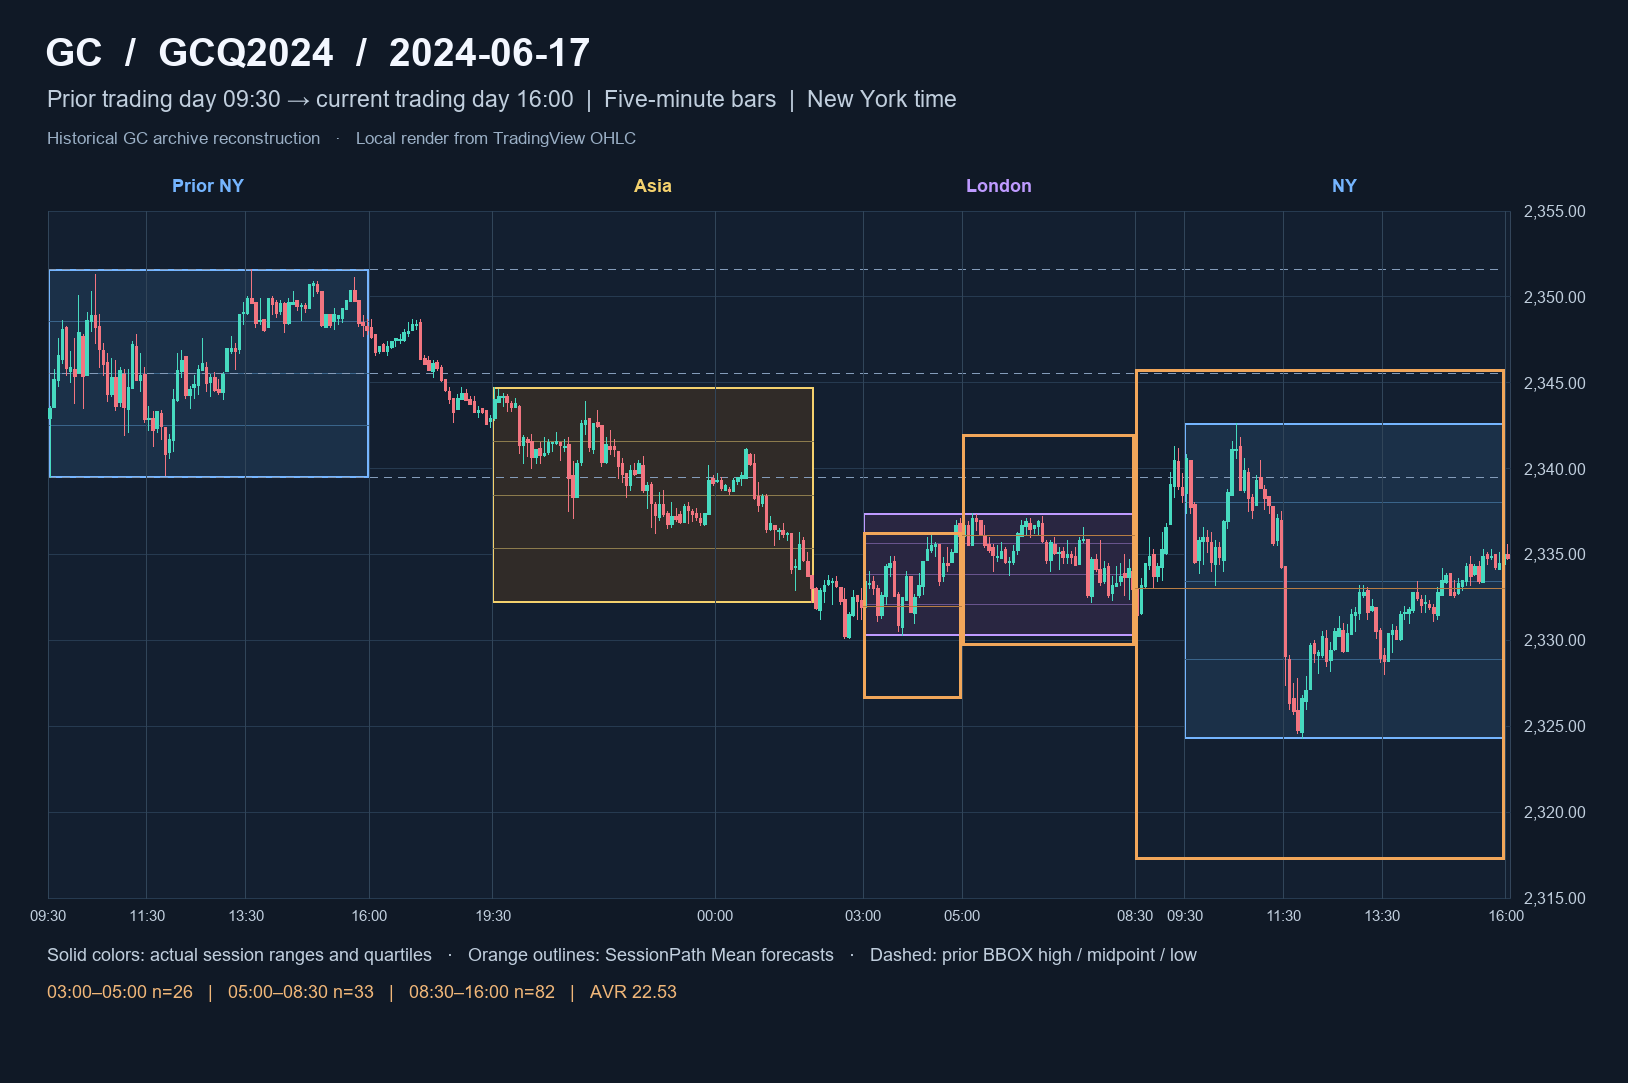 GC / GCQ2024 / 2024-06-17
Prior trading day 09:30 → current trading day 16:00 | Five-minute bars | New York time
Historical GC archive reconstruction · Local render from TradingView OHLC
Prior NY Asia London NY
2,355.00
2,350.00
2,345.00
2,340.00
2,335.00
2,330.00
2,325.00
2,320.00
2,315.00
09:30 11:30 13:30 16:00 19:30 00:00 03:00 05:00 08:30 09:30 11:30 13:30 16:00
Solid colors: actual session ranges and quartiles · Orange outlines: SessionPath Mean forecasts · Dashed: prior BBOX high / midpoint / low
03:00–05:00 n=26 | 05:00–08:30 n=33 | 08:30–16:00 n=82 | AVR 22.53